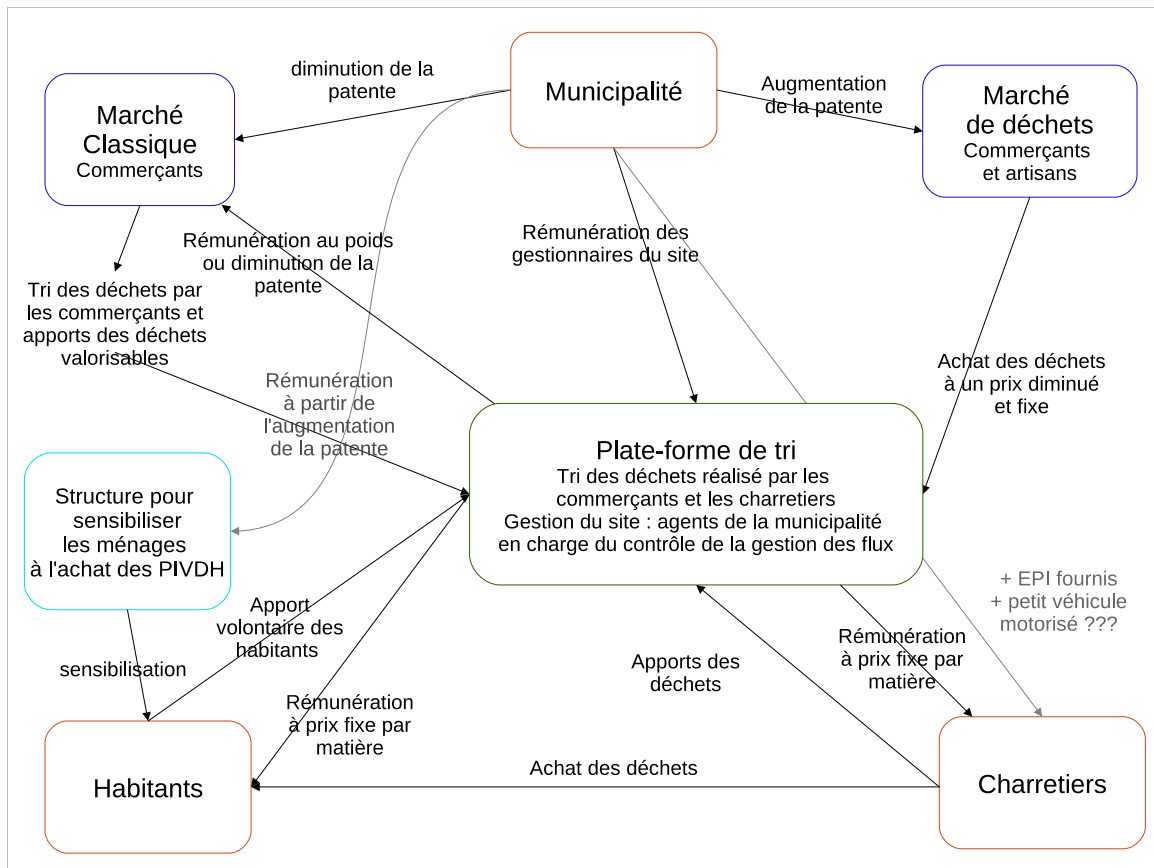 diminution de la
patente
Municipalité
Augmentation
de la patente
Marché
Classique
Commerçants
Marché
de déchets
Commerçants
et artisans
Rémunération au poids
ou diminution de la
patente
Rémunération des
gestionnaires du site
Tri des déchets par
les commerçants et
apports des déchets
valorisables
Achat des déchets
à un prix diminué
et fixe
Rémunération
à partir de
l'augmentation
de la patente
Plate-forme de tri
Tri des déchets réalisé par les
commerçants et les charretiers
Gestion du site : agents de la municipalité
en charge du contrôle de la gestion des flux
Structure pour
sensibiliser
les ménages
à l'achat des PIVDH
+ EPI fournis
+ petit véhicule
motorisé ???
Apport
volontaire des
habitants
sensibilisation
Rémunération
à prix fixe par
matière
Apports des
déchets
Rémunération
à prix fixe par
matière
Achat des déchets
Habitants
Charretiers